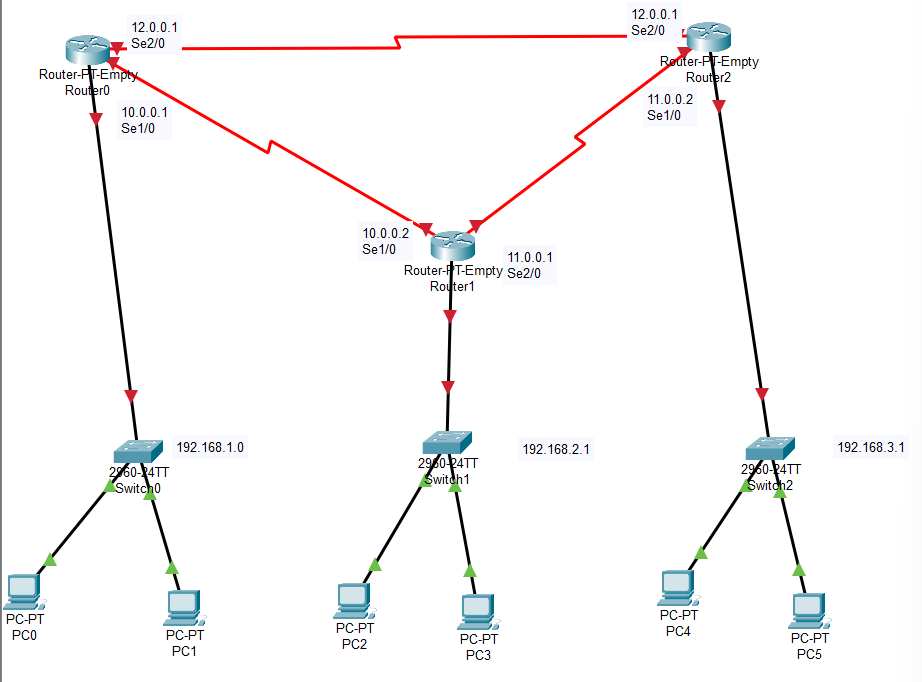 12.0.0.1
Se2/0
Router-PT-Empty
Router0
10.0.0.1
Se1/0
12.0.0.1
Se2/0
Router-PT-Empty
Router2
11.0.0.2
Se1/0
10.0.0.2
Se1/0
Router-PT-Empty
Router1
11.0.0.1
Se2/0
2960-24TT
Switch0
192.168.1.0
2960-24TT
Switch1
192.168.2.1
2960-24TT
Switch2
192.168.3.1
PC-PT
PC0
PC-PT
PC1
PC-PT
PC2
PC-PT
PC3
PC-PT
PC4
PC-PT
PC5